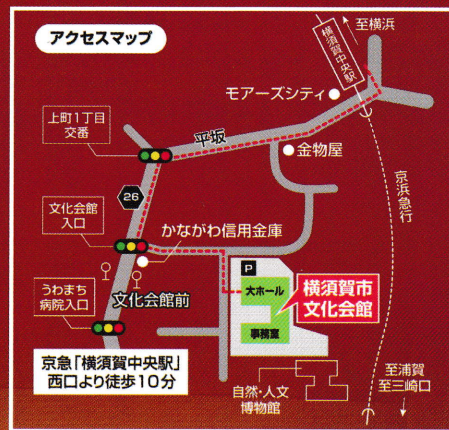 アクセスマップ
至横浜
横須賀中央駅
モアーズシティ
上町1丁目
交番
平坂
金物屋
京浜急行
26
文化会館
入口
かながわ信用金庫
P
大ホール
横須賀市
文化会館
うわまち
病院入口
文化会館前
事務室
京急「横須賀中央駅」
西口より徒歩10分
自然・人文
博物館
至浦賀
至三崎口